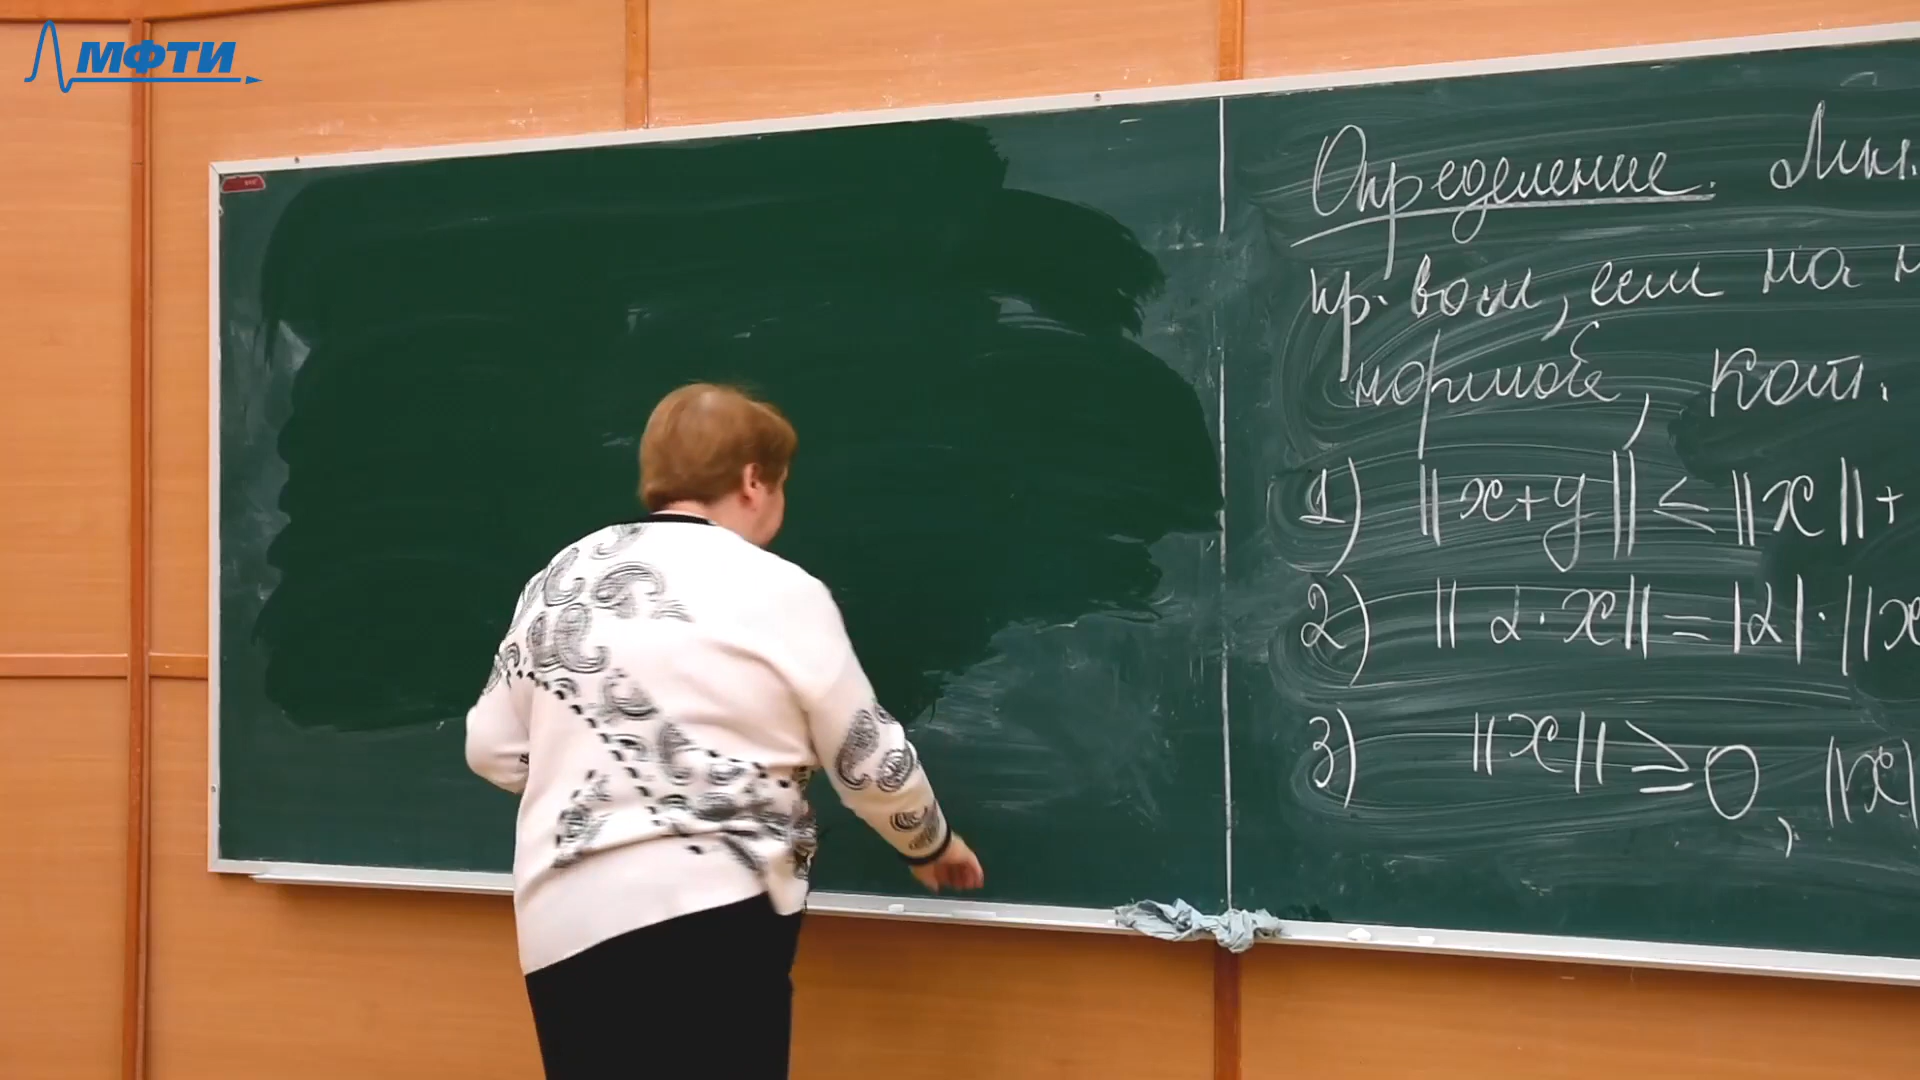 МФТИ
Определение. Лин.
пр-вом, если на
нормой, кот.
1) ||x+y|| ≤ ||x|| +
2) ||α·x|| = |α|·||x
3) ||x|| ≥ 0, ||x|